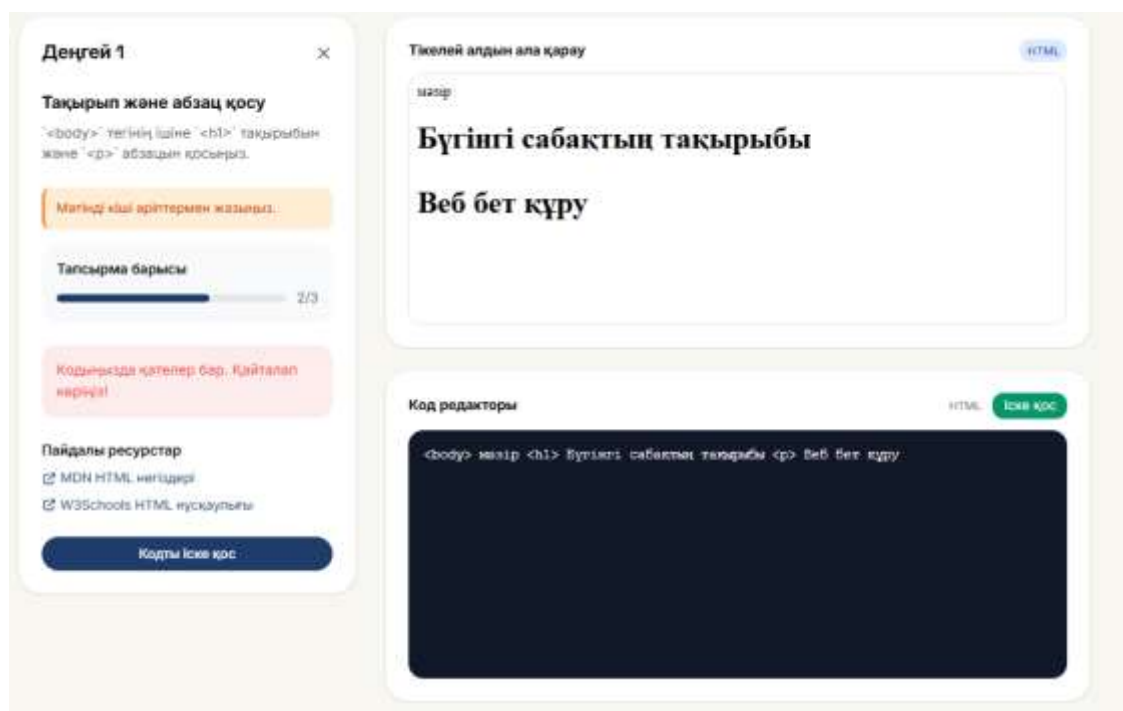 Деңгей 1
Тақырып және абзац қосу
`<body>` тегінің ішіне `<h1>` тақырыбын
және `<p>` абзацын қосыңыз.
Мәтінді кіші әріптермен жазыңыз.
Тапсырма барысы
2/3
Кодыңызда қателер бар. Қайталап
көріңіз!
Пайдалы ресурстар
MDN HTML негіздері
W3Schools HTML нұсқаулығы
Кодты іске қос
Тікелей алдын ала қарау
HTML
мәзір
Бүгінгі сабақтың тақырыбы
Веб бет құру
Код редакторы
HTML
Іске қос
<body> мәзір <h1> Бүгінгі сабақтың тақырыбы <p> Веб бет құру